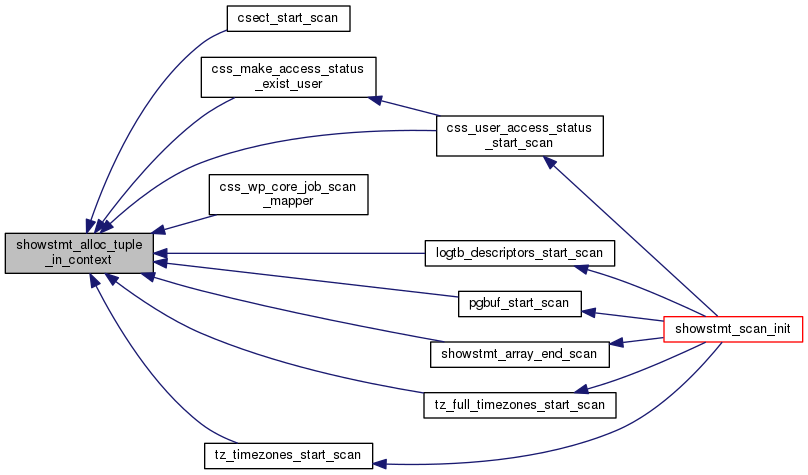 csect_start_scan
css_make_access_status
_exist_user
css_user_access_status
_start_scan
css_wp_core_job_scan
_mapper
showstmt_alloc_tuple
_in_context
logtb_descriptors_start_scan
pgbuf_start_scan
showstmt_scan_init
showstmt_array_end_scan
tz_full_timezones_start_scan
tz_timezones_start_scan